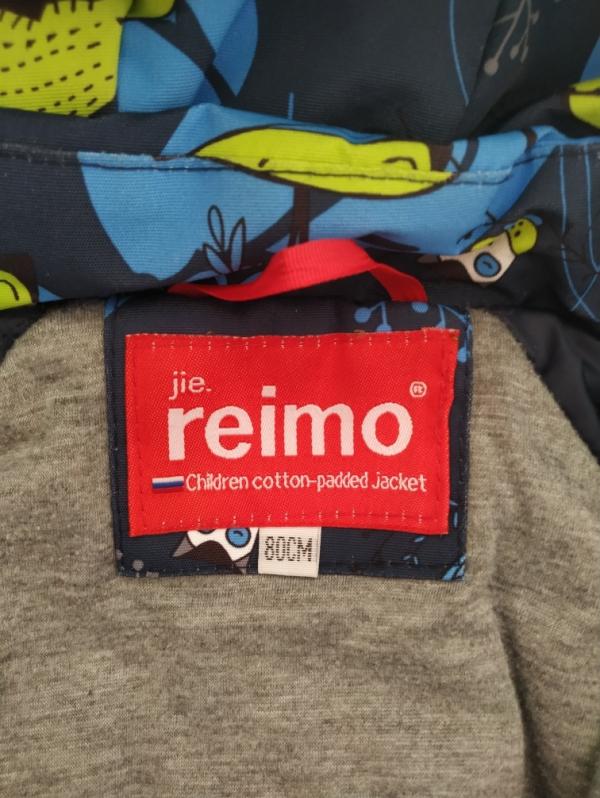 jie.
reimo®
Children cotton-padded Jacket
80CM